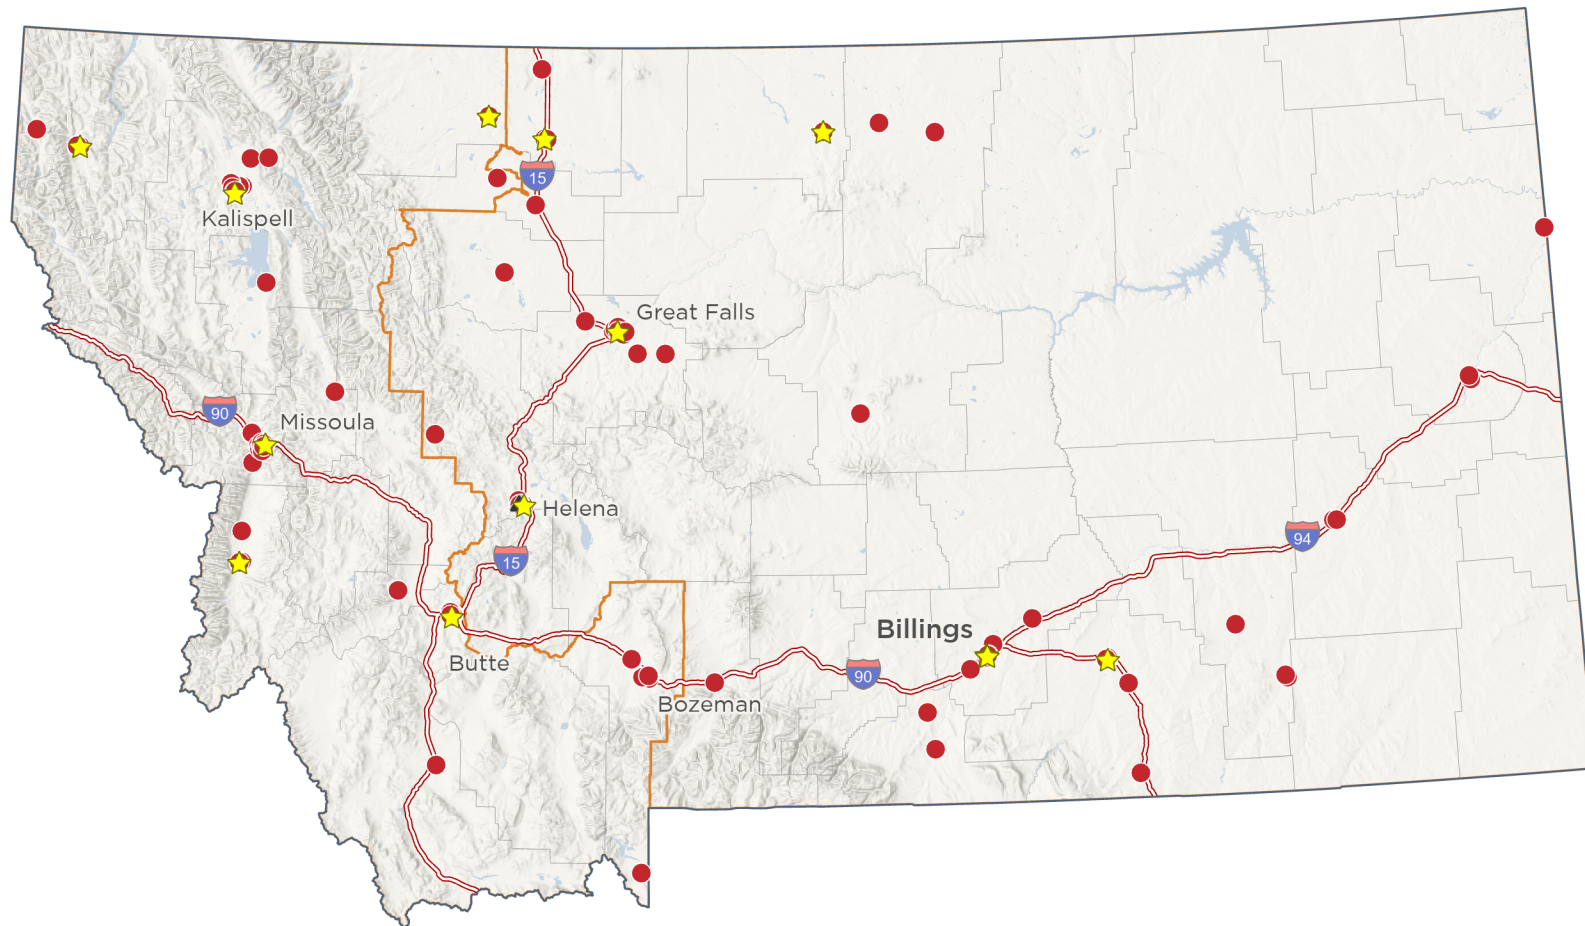 15
Kalispell
Great Falls
90
Missoula
Helena
94
15
Billings
Butte
90
Bozeman